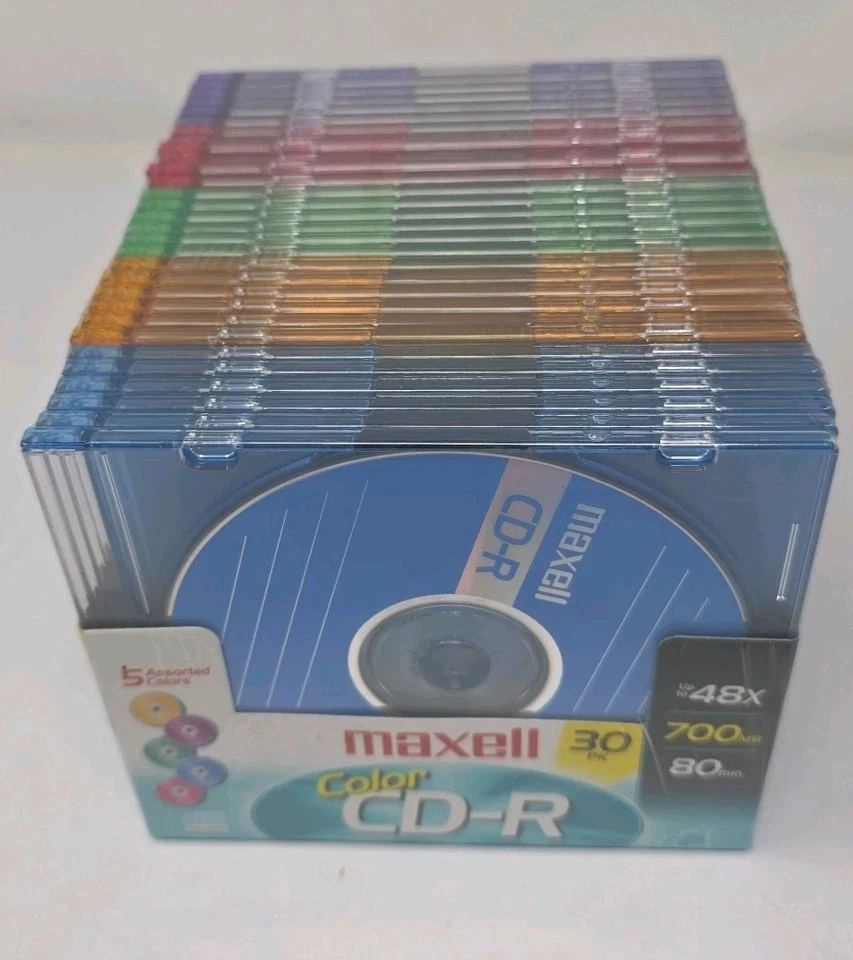 maxell
CD-R
5 Assorted
Colors
maxell
30
PK
Color
CD-R
Up
to 48X
700MB
80min